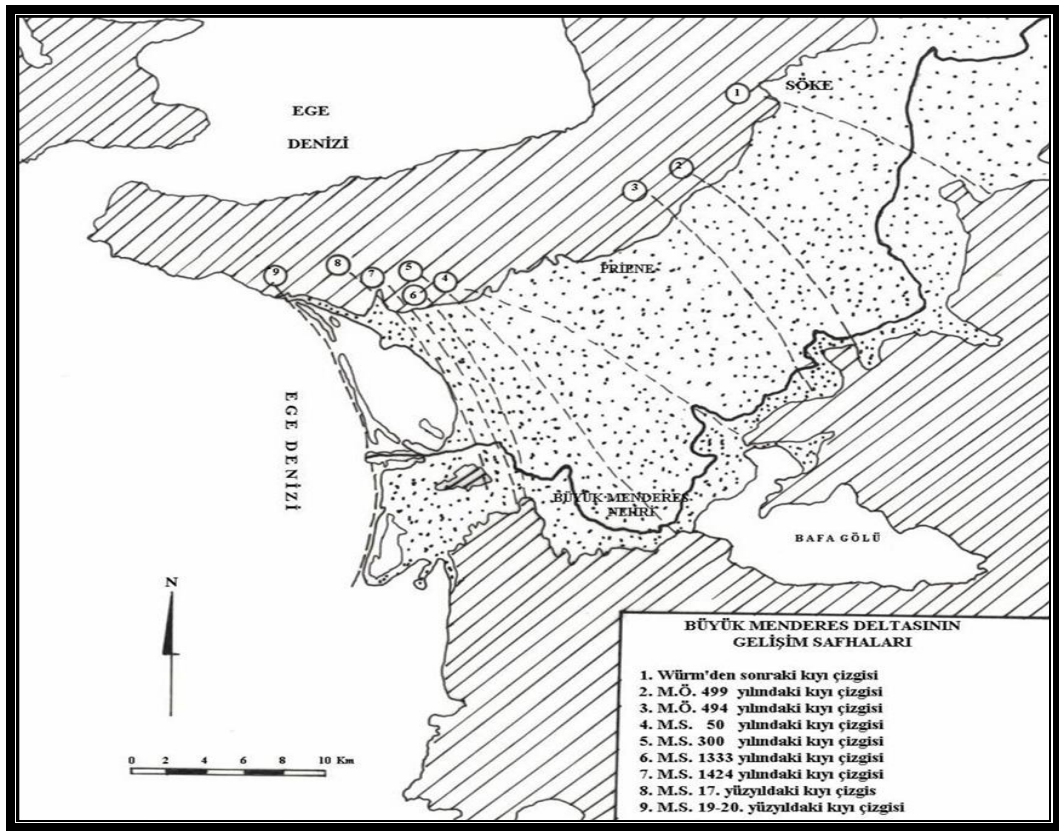 EGE
DENİZİ
SÖKE
1
2
3
PRİENE
9
8
7
5
6
4
EGE DENİZİ
BÜYÜK MENDERES
NEHRİ
BAFA GÖLÜ
N
0 2 4 6 8 10 Km
BÜYÜK MENDERES DELTASININ
GELİŞİM SAFHALARI
1. Würm'den sonraki kıyı çizgisi
2. M.Ö. 499 yılındaki kıyı çizgisi
3. M.Ö. 494 yılındaki kıyı çizgisi
4. M.S. 50 yılındaki kıyı çizgisi
5. M.S. 300 yılındaki kıyı çizgisi
6. M.S. 1333 yılındaki kıyı çizgisi
7. M.S. 1424 yılındaki kıyı çizgisi
8. M.S. 17. yüzyıldaki kıyı çizgis
9. M.S. 19-20. yüzyıldaki kıyı çizgisi